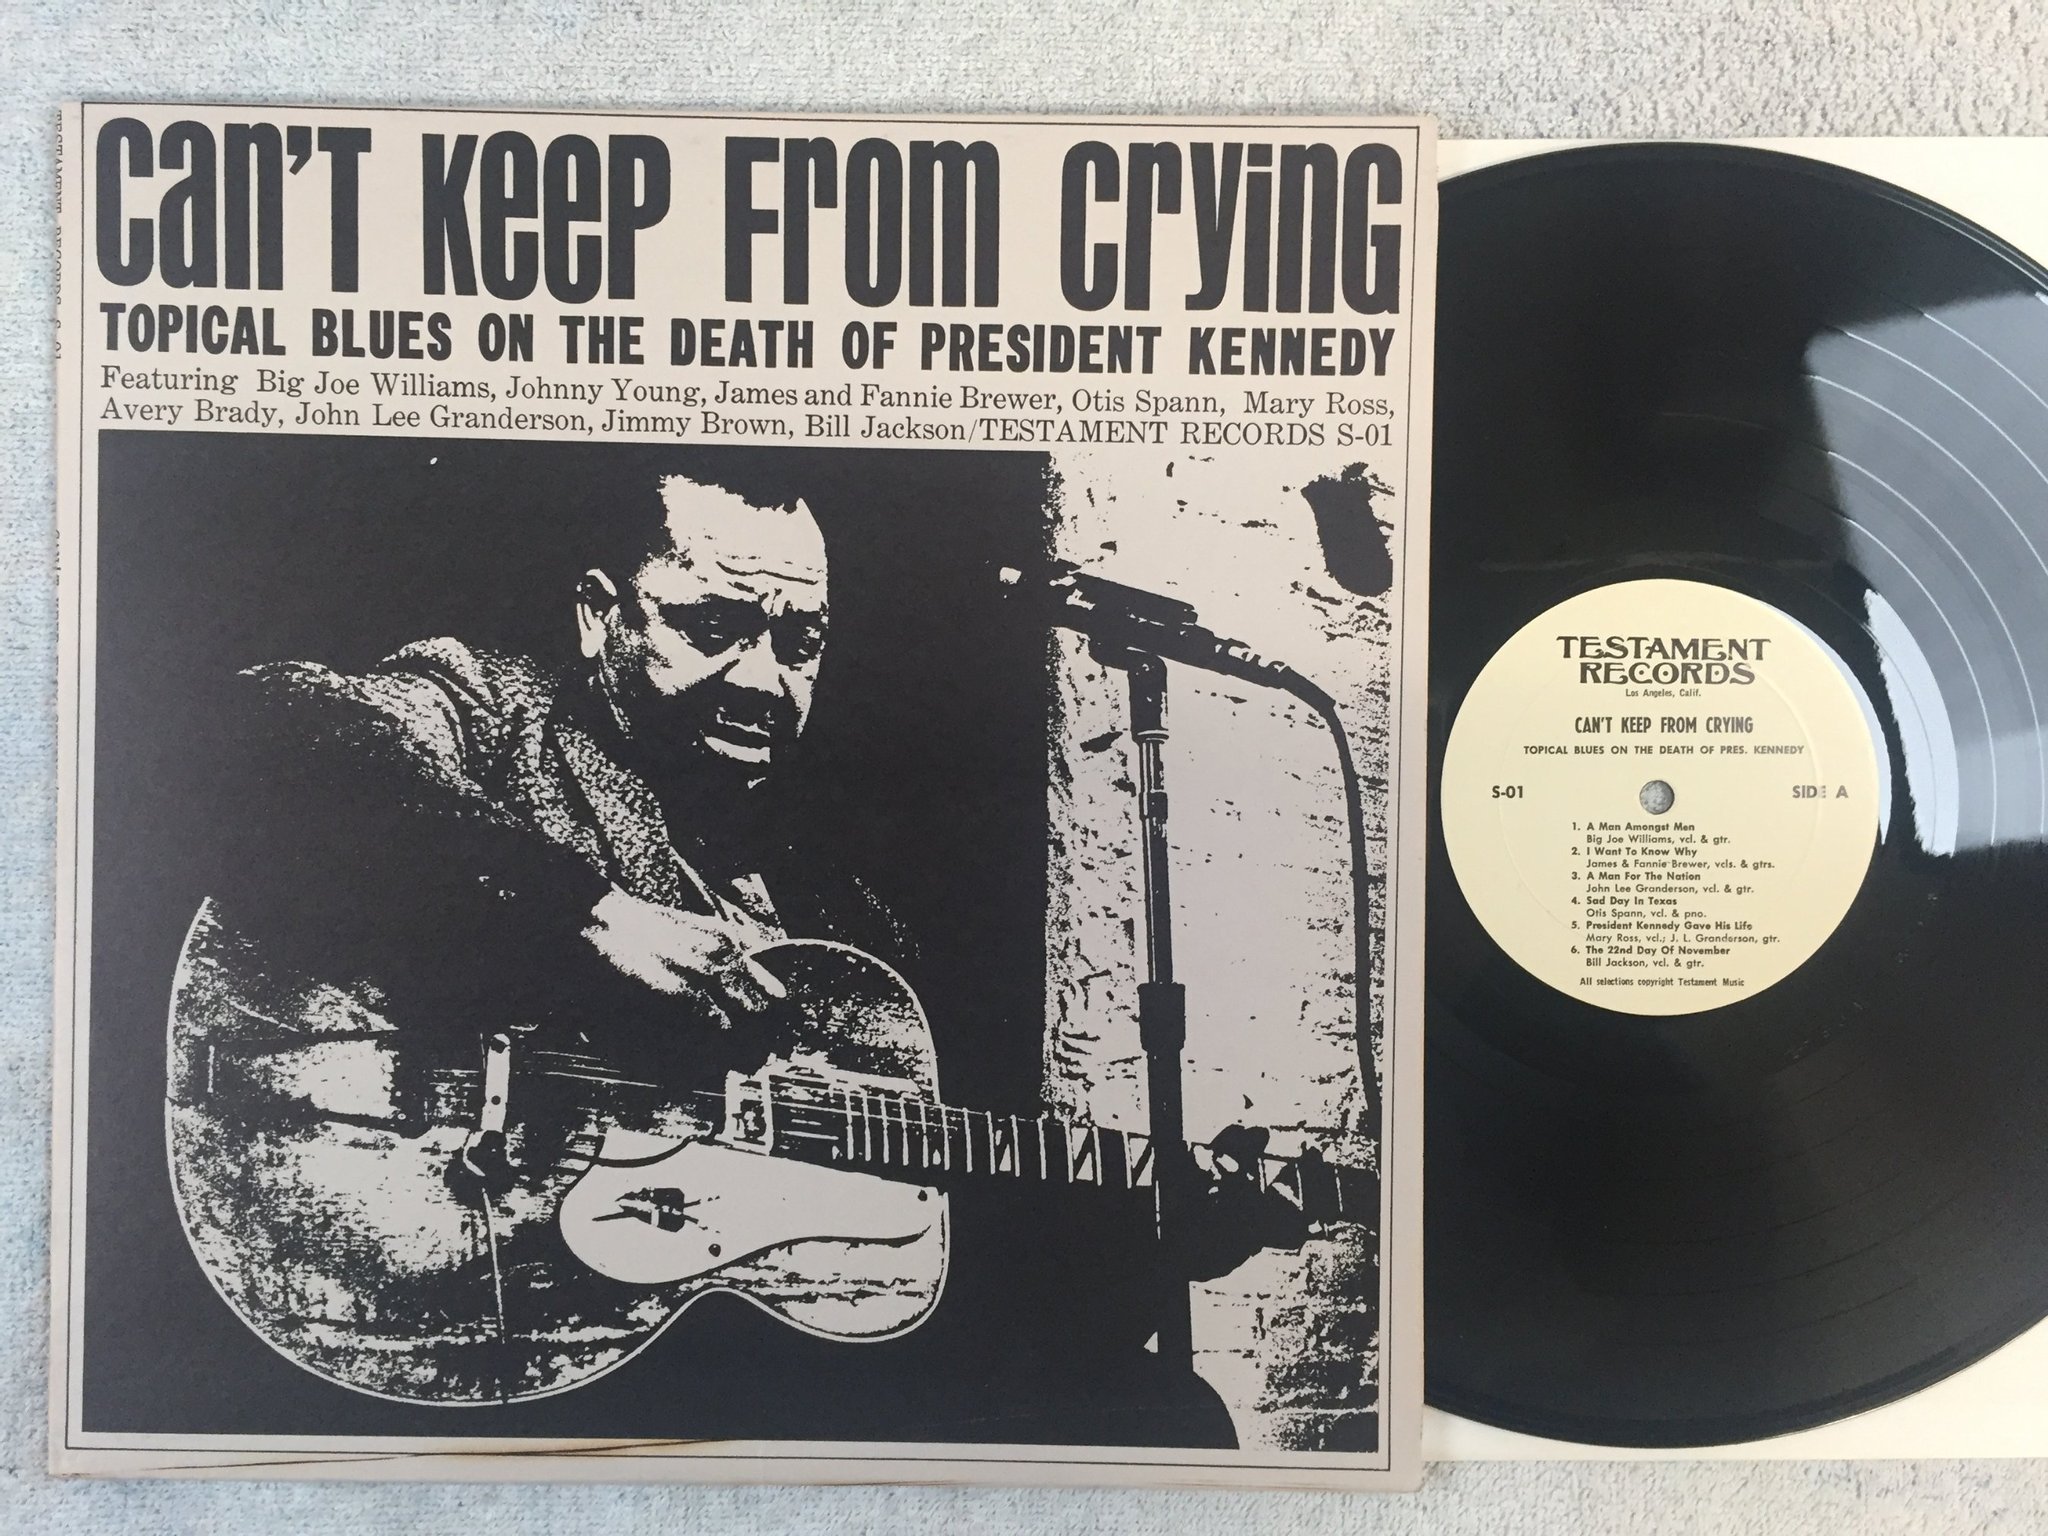 can't keep from crying
TOPICAL BLUES ON THE DEATH OF PRESIDENT KENNEDY
Featuring Big Joe Williams, Johnny Young, James and Fannie Brewer, Otis Spann, Mary Ross,
Avery Brady, John Lee Granderson, Jimmy Brown, Bill Jackson/TESTAMENT RECORDS S-01
TESTAMENT RECORDS S-01
TESTAMENT
RECORDS
Los Angeles, Calif.
CAN'T KEEP FROM CRYING
TOPICAL BLUES ON THE DEATH OF PRES. KENNEDY
S-01 SIDE A
1. A Man Amongst Men
Big Joe Williams, vcl. & gtr.
2. I Want To Know Why
James & Fannie Brewer, vcls. & gtrs.
3. A Man For The Nation
John Lee Granderson, vcl. & gtr.
4. Sad Day In Texas
Otis Spann, vcl. & pno.
5. President Kennedy Gave His Life
Mary Ross, vcl.; J. L. Granderson, gtr.
6. The 22nd Day Of November
Bill Jackson, vcl. & gtr.
All selections copyright Testament Music